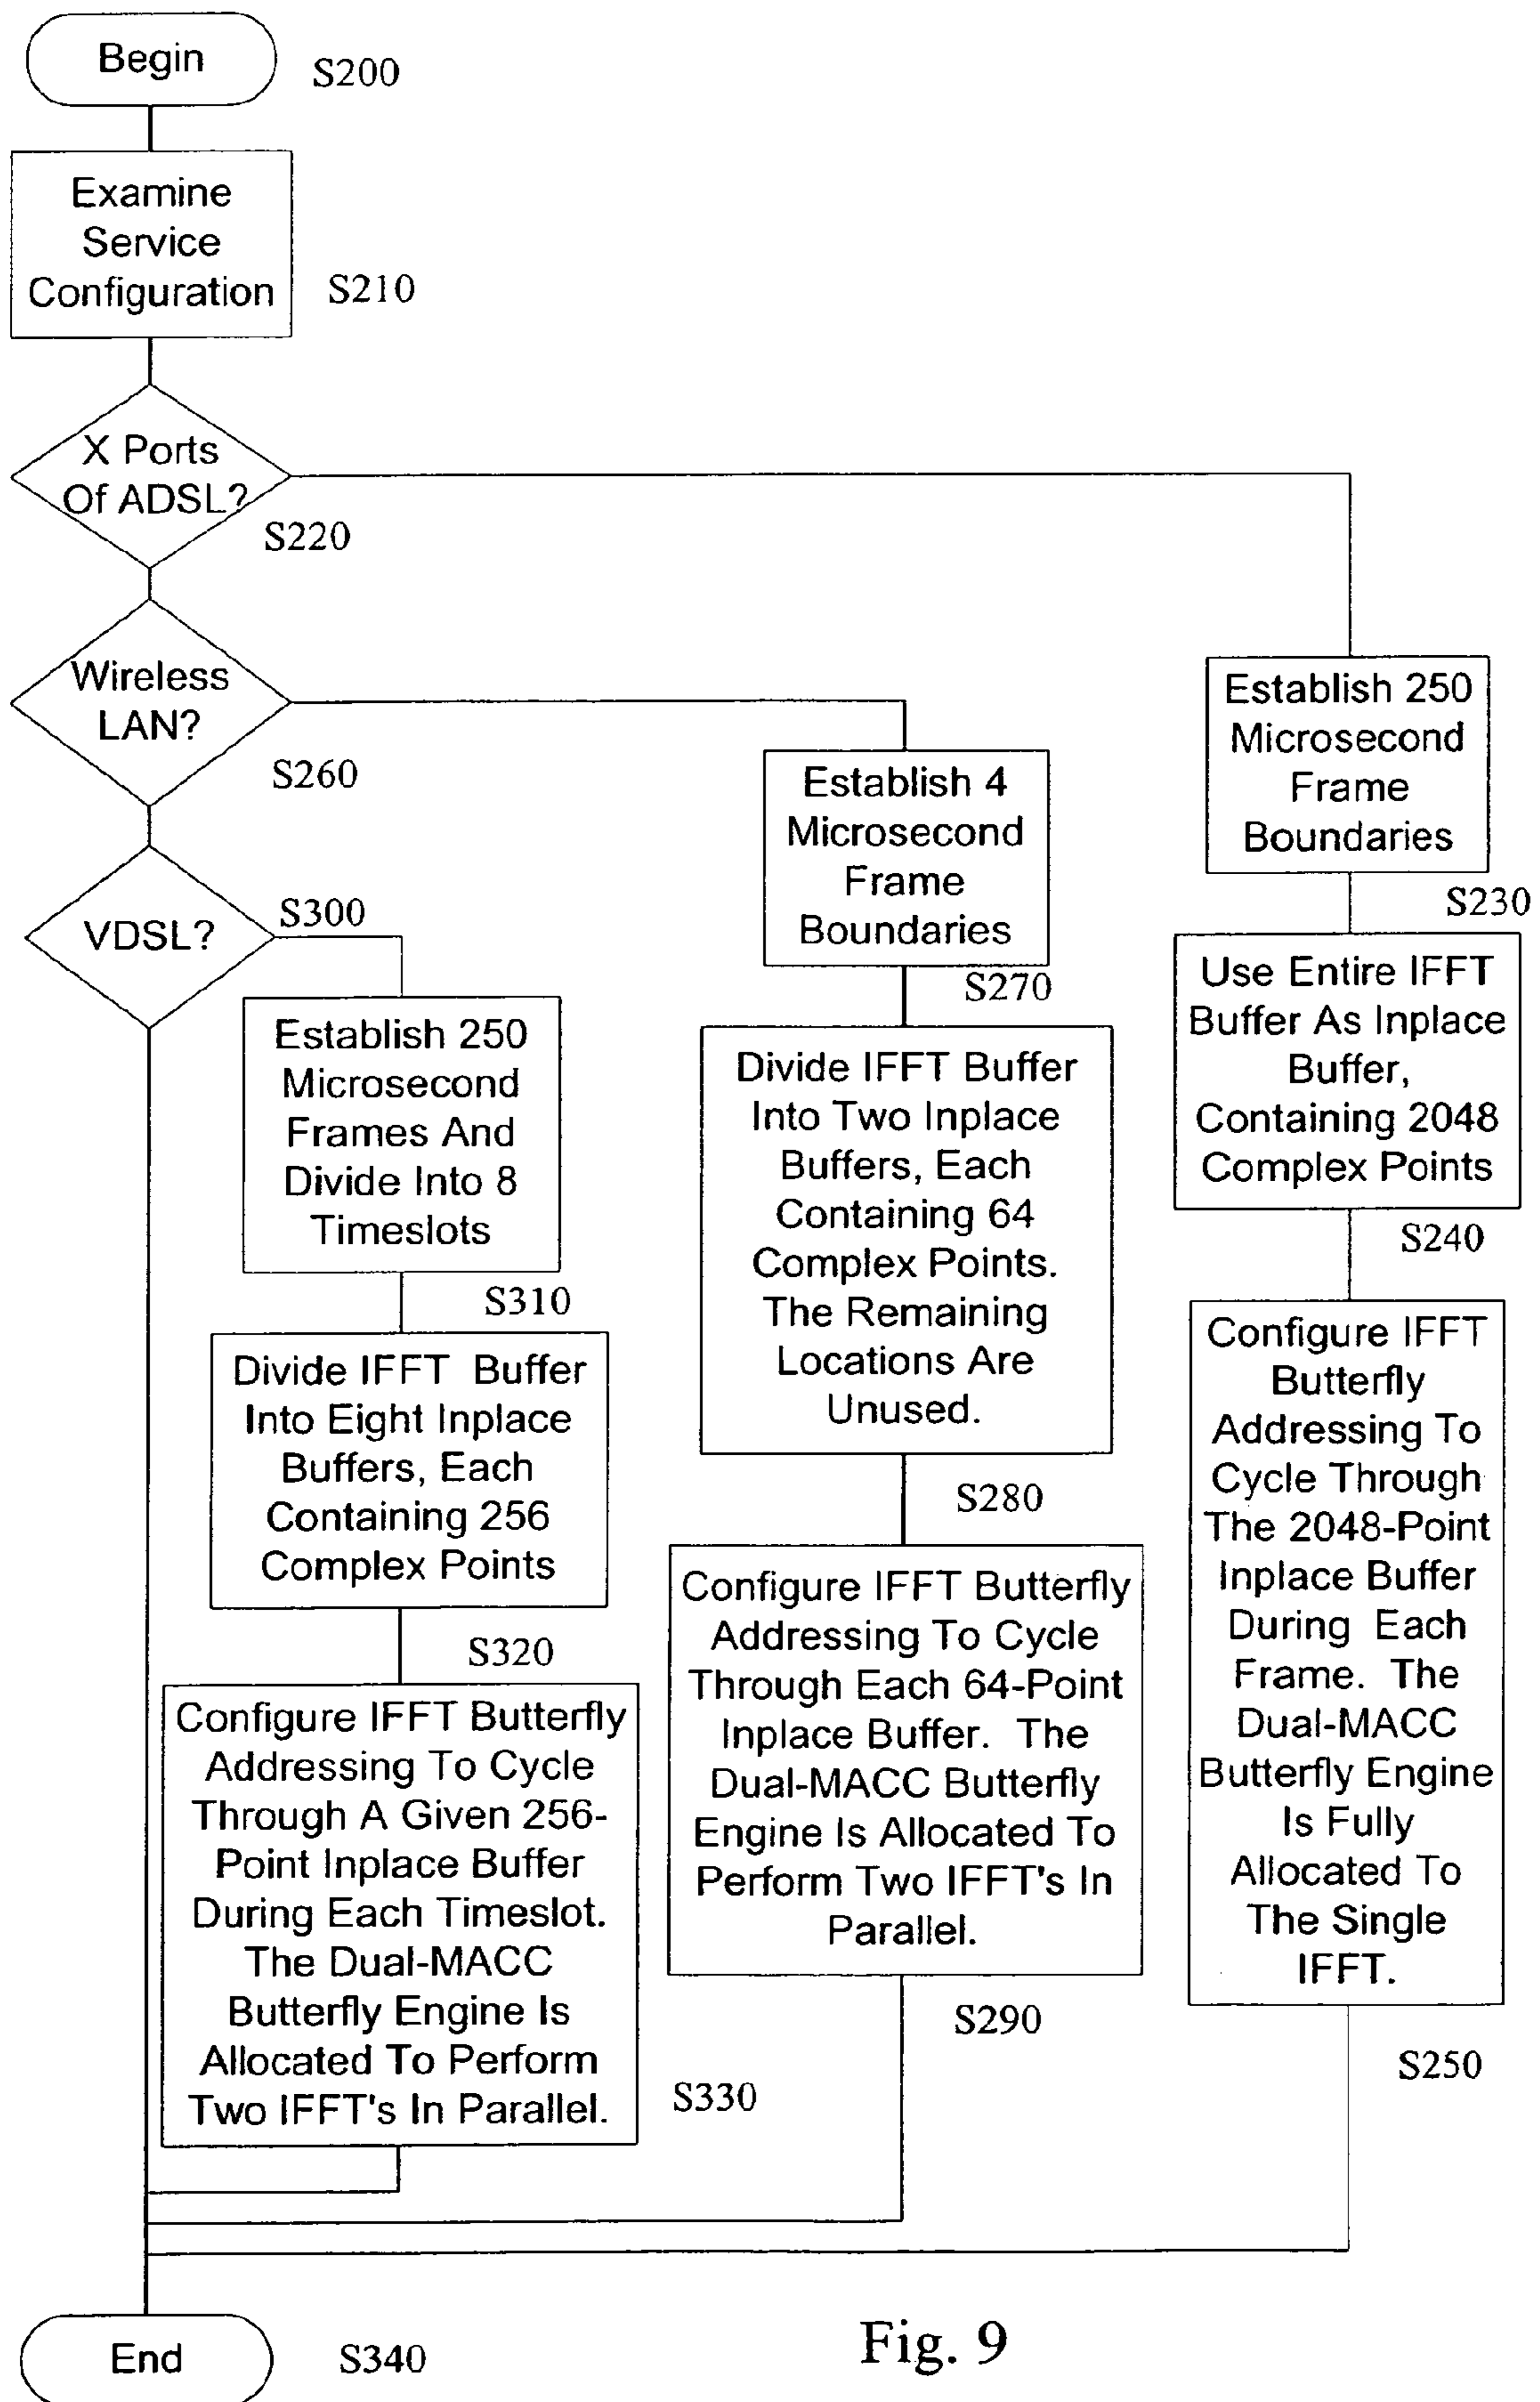 Begin
S200
Examine
Service
Configuration
S210
X Ports
Of ADSL?
S220
Wireless
LAN?
S260
VDSL?
S300
Establish 250
Microsecond
Frames And
Divide Into 8
Timeslots
S310
Divide IFFT Buffer
Into Eight Inplace
Buffers, Each
Containing 256
Complex Points
S320
Configure IFFT Butterfly
Addressing To Cycle
Through A Given 256-
Point Inplace Buffer
During Each Timeslot.
The Dual-MACC
Butterfly Engine Is
Allocated To Perform
Two IFFT's In Parallel.
S330
Establish 4
Microsecond
Frame
Boundaries
S270
Divide IFFT Buffer
Into Two Inplace
Buffers, Each
Containing 64
Complex Points.
The Remaining
Locations Are
Unused.
S280
Configure IFFT Butterfly
Addressing To Cycle
Through Each 64-Point
Inplace Buffer. The
Dual-MACC Butterfly
Engine Is Allocated To
Perform Two IFFT's In
Parallel.
S290
Establish 250
Microsecond
Frame
Boundaries
S230
Use Entire IFFT
Buffer As Inplace
Buffer,
Containing 2048
Complex Points
S240
Configure IFFT
Butterfly
Addressing To
Cycle Through
The 2048-Point
Inplace Buffer
During Each
Frame. The
Dual-MACC
Butterfly Engine
Is Fully
Allocated To
The Single
IFFT.
S250
End
S340
Fig. 9